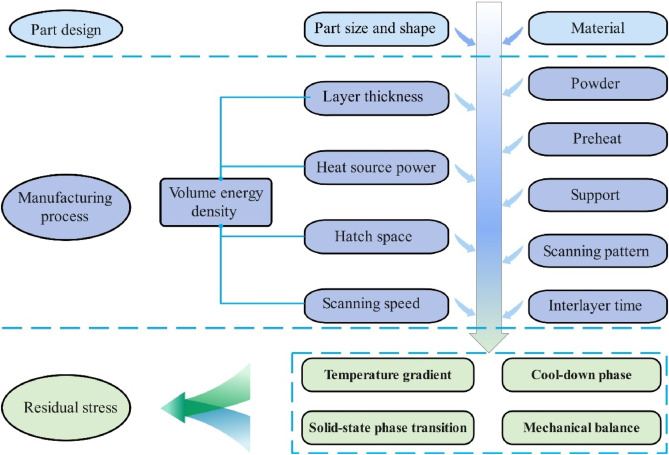 Part design
Part size and shape
Material
Layer thickness
Powder
Heat source power
Preheat
Manufacturing
process
Volume energy
density
Support
Hatch space
Scanning pattern
Scanning speed
Interlayer time
Temperature gradient
Cool-down phase
Residual stress
Solid-state phase transition
Mechanical balance